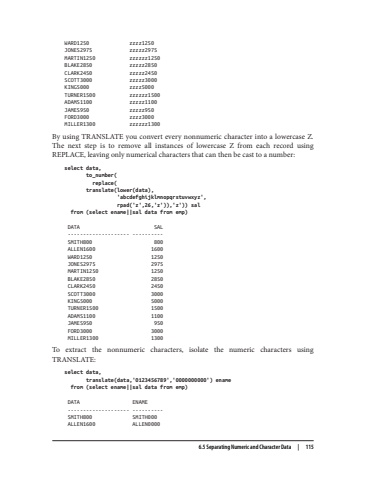 WARD1250 zzzz1250
JONES2975 zzzzz2975
MARTIN1250 zzzzzz1250
BLAKE2850 zzzzz2850
CLARK2450 zzzzz2450
SCOTT3000 zzzzz3000
KING5000 zzzz5000
TURNER1500 zzzzzz1500
ADAMS1100 zzzzz1100
JAMES950 zzzzz950
FORD3000 zzzz3000
MILLER1300 zzzzzz1300
By using TRANSLATE you convert every nonnumeric character into a lowercase Z.
The next step is to remove all instances of lowercase Z from each record using
REPLACE, leaving only numerical characters that can then be cast to a number:
select data,
to_number(
replace(
translate(lower(data),
'abcdefghijklmnopqrstuvwxyz',
rpad('z',26,'z')),'z')) sal
from (select ename||sal data from emp)
DATA SAL
-------------------- ----------
SMITH800 800
ALLEN1600 1600
WARD1250 1250
JONES2975 2975
MARTIN1250 1250
BLAKE2850 2850
CLARK2450 2450
SCOTT3000 3000
KING5000 5000
TURNER1500 1500
ADAMS1100 1100
JAMES950 950
FORD3000 3000
MILLER1300 1300
To extract the nonnumeric characters, isolate the numeric characters using
TRANSLATE:
select data,
translate(data,'0123456789','0000000000') ename
from (select ename||sal data from emp)
DATA ENAME
-------------------- ----------
SMITH800 SMITH000
ALLEN1600 ALLEN0000
6.5 Separating Numeric and Character Data | 115